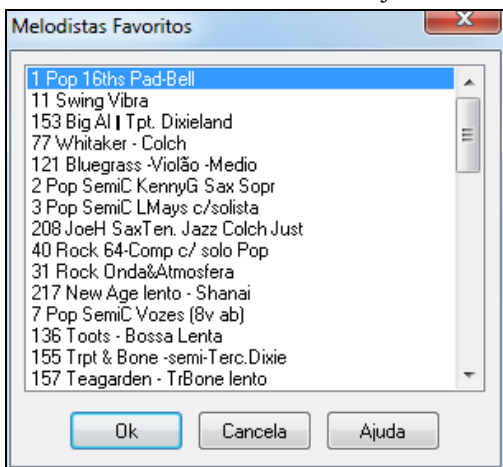 Melodistas Favoritos
1 Pop 16ths Pad-Bell
11 Swing Vibra
153 Big Al | Tpt. Dixieland
77 Whitaker - Colch
121 Bluegrass -Violão -Medio
2 Pop SemiC KennyG Sax Sopr
3 Pop SemiC LMays c/solista
208 JoeH SaxTen. Jazz Colch Just
40 Rock 64-Comp c/ solo Pop
31 Rock Onda&Atmosfera
217 New Age lento - Shanai
7 Pop SemiC Vozes (8v ab)
136 Toots - Bossa Lenta
155 Trpt & Bone -semi-Terc.Dixie
157 Teagarden - TrBone lento
Ok Cancela Ajuda